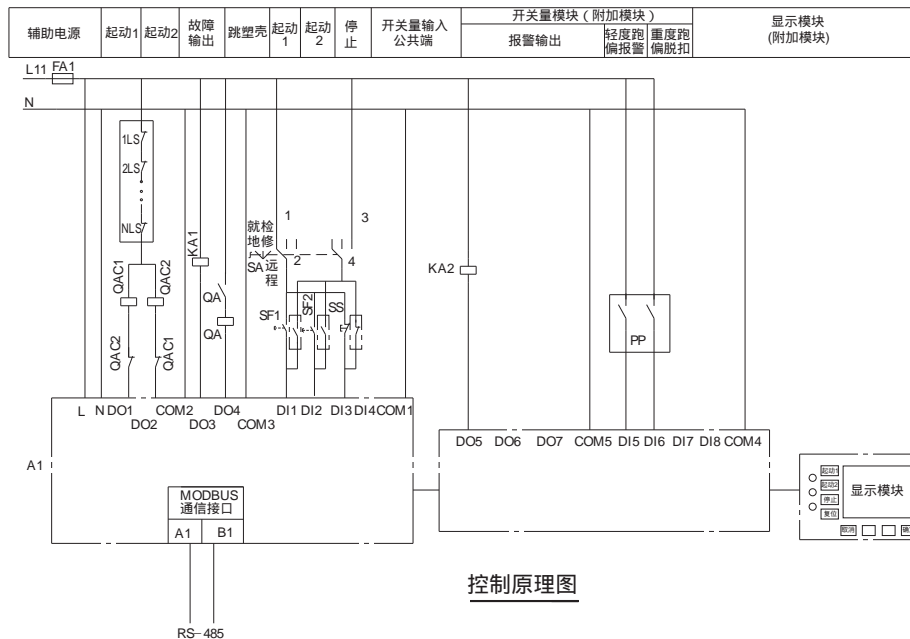 辅助电源
起动1
起动2
故障
输出
跳塑壳
起动
1
起动
2
停
止
开关量输入
公共端
开关量模块(附加模块)
报警输出
轻度跑
偏报警
重度跑
偏脱扣
显示模块
(附加模块)
L11 FA1
N
1LS
2LS
NLS
QAC1
QAC2
QAC2
QAC1
KA1
QA
QA
就检
地修
SA 远
程
1
2
3
4
SF1
SF2
SS
KA2
PP
L N DO1 DO2 COM2 DO3 DO4 COM3 DI1 DI2 DI3 DI4 COM1
DO5 DO6 DO7 COM5 DI5 DI6 DI7 DI8 COM4
A1
MODBUS
通信接口
A1 B1
RS-485
起动1
起动2
停止
复位
显示模块
取消
确
控制原理图